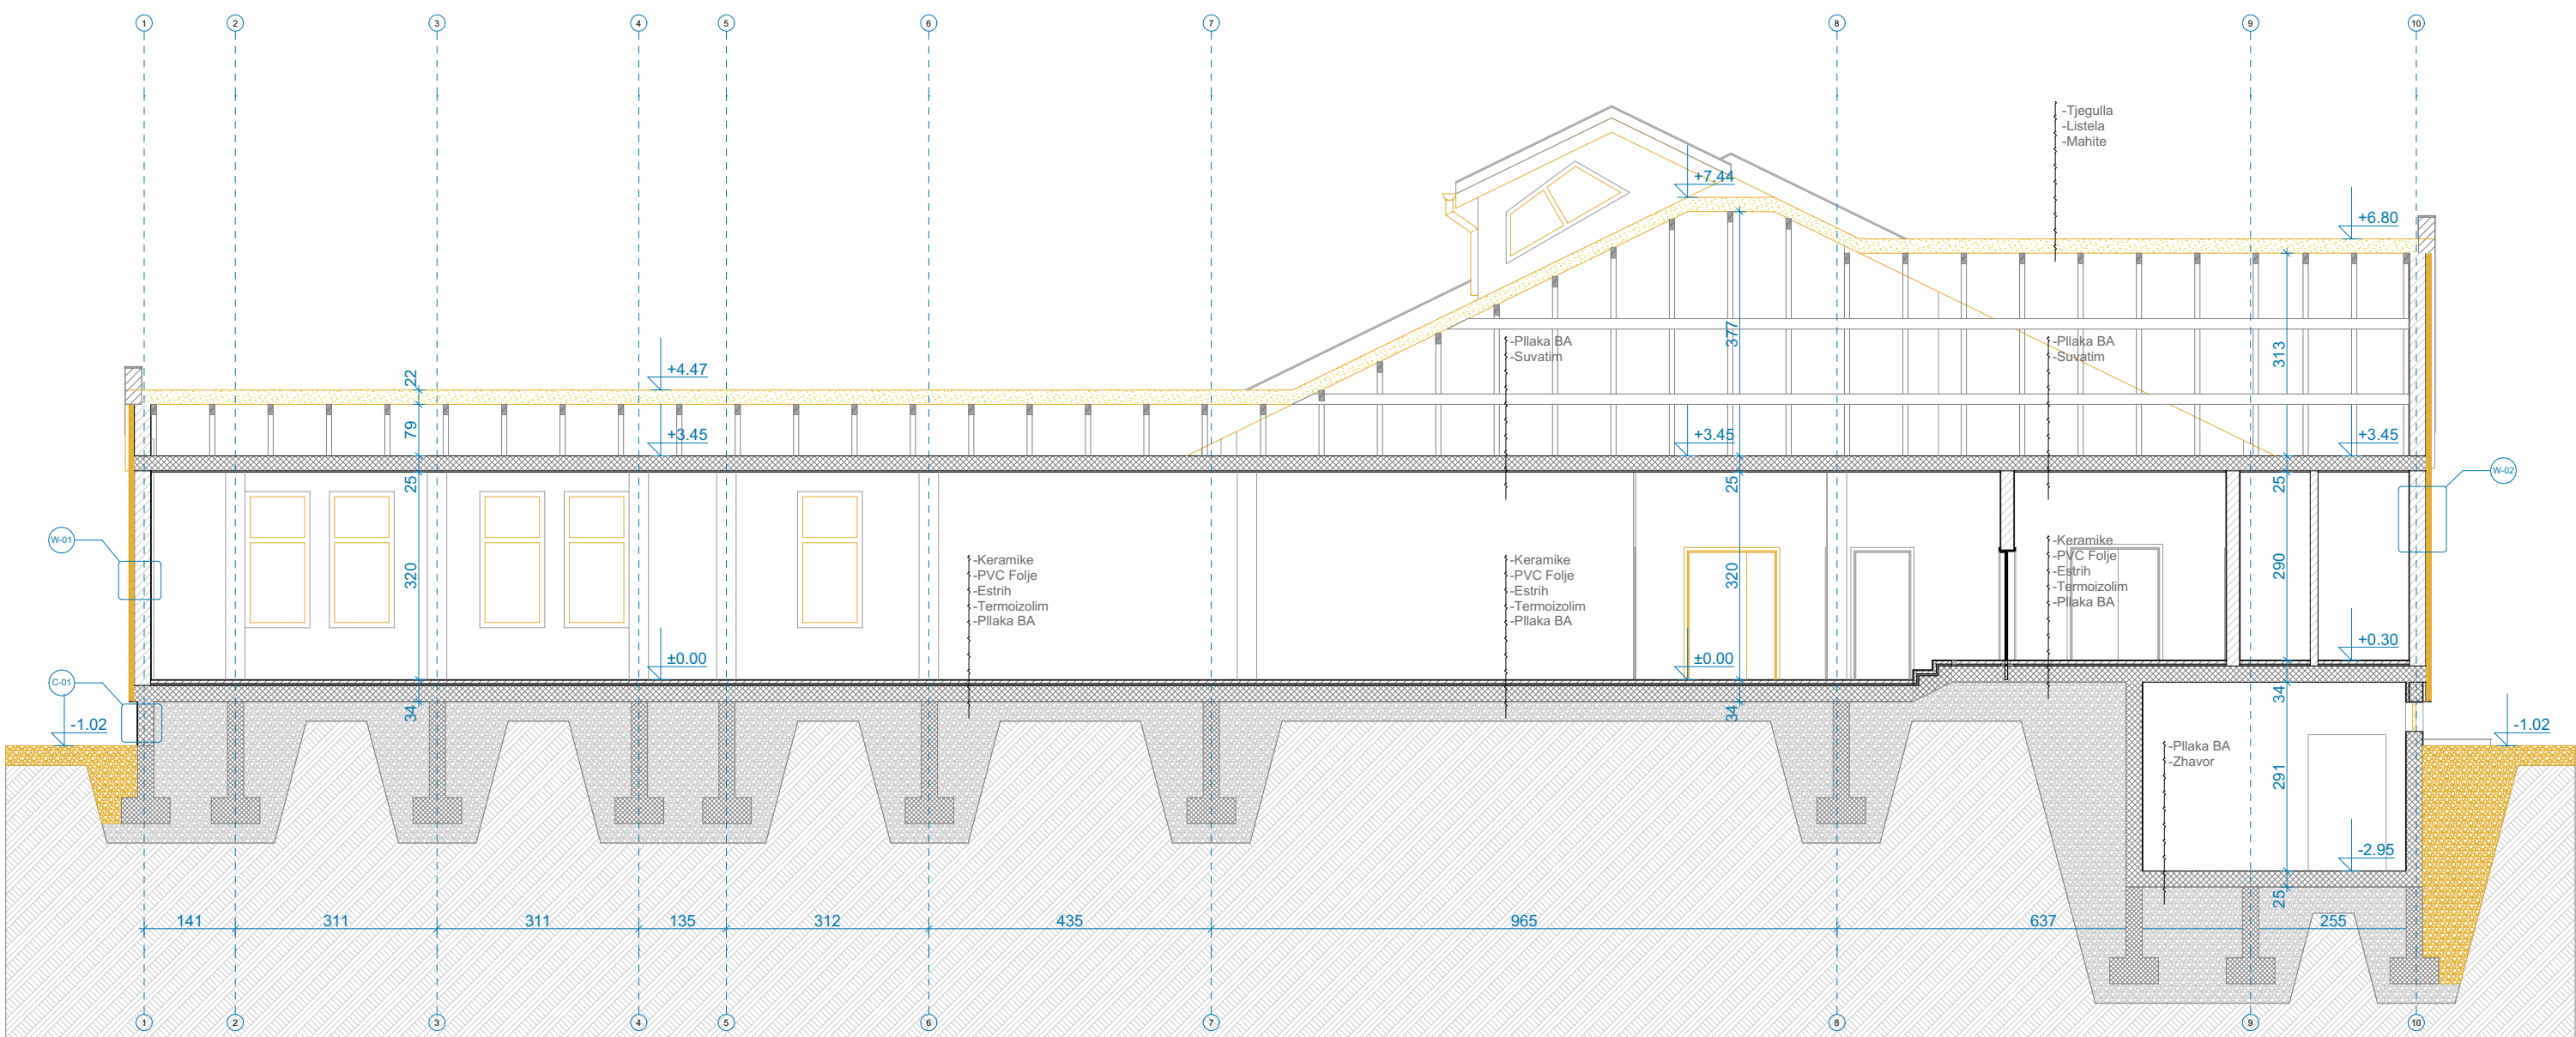 1 2 3 4 5 6 7 8 9 10
-Tjegulla
-Listela
-Mahite
+7.44
+6.80
+4.47
22
377
313
-Pllaka BA
-Suvatim
-Pllaka BA
-Suvatim
79
+3.45
+3.45
+3.45
25
25
25
W-02
W-01
320
-Keramike
-PVC Folje
-Estrih
-Termoizolim
-Pllaka BA
-Keramike
-PVC Folje
-Estrih
-Termoizolim
-Pllaka BA
320
-Keramike
-PVC Folje
-Estrih
-Termoizolim
-Pllaka BA
290
±0.00
±0.00
+0.30
C-01
34
34
34
-1.02
-1.02
-Pllaka BA
-Zhavor
291
-2.95
25
141 311 311 135 312 435 965 637 255
1 2 3 4 5 6 7 8 9 10